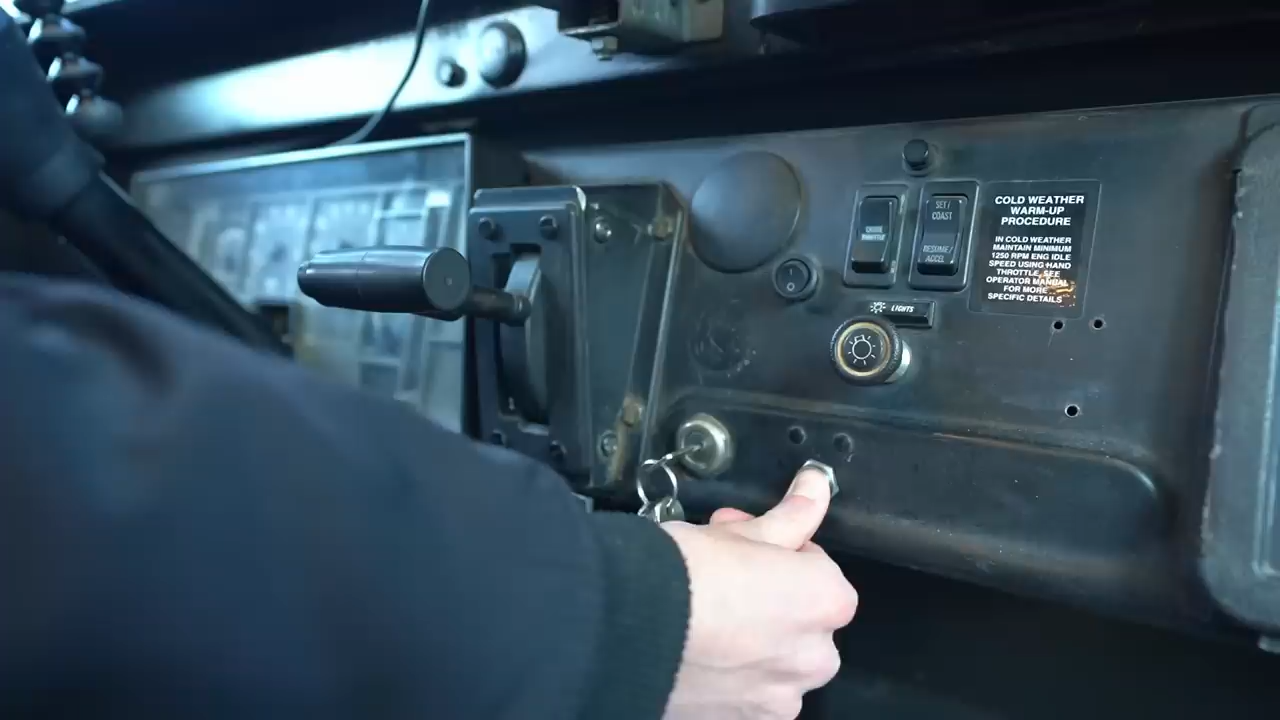 COLD WEATHER
WARM-UP
PROCEDURE
IN COLD WEATHER
MAINTAIN MINIMUM
1250 RPM ENG IDLE
SPEED USING HAND
THROTTLE, SEE
OPERATOR MANUAL
FOR MORE
SPECIFIC DETAILS
SET/
COAST
RESUME/
ACCEL
LIGHTS